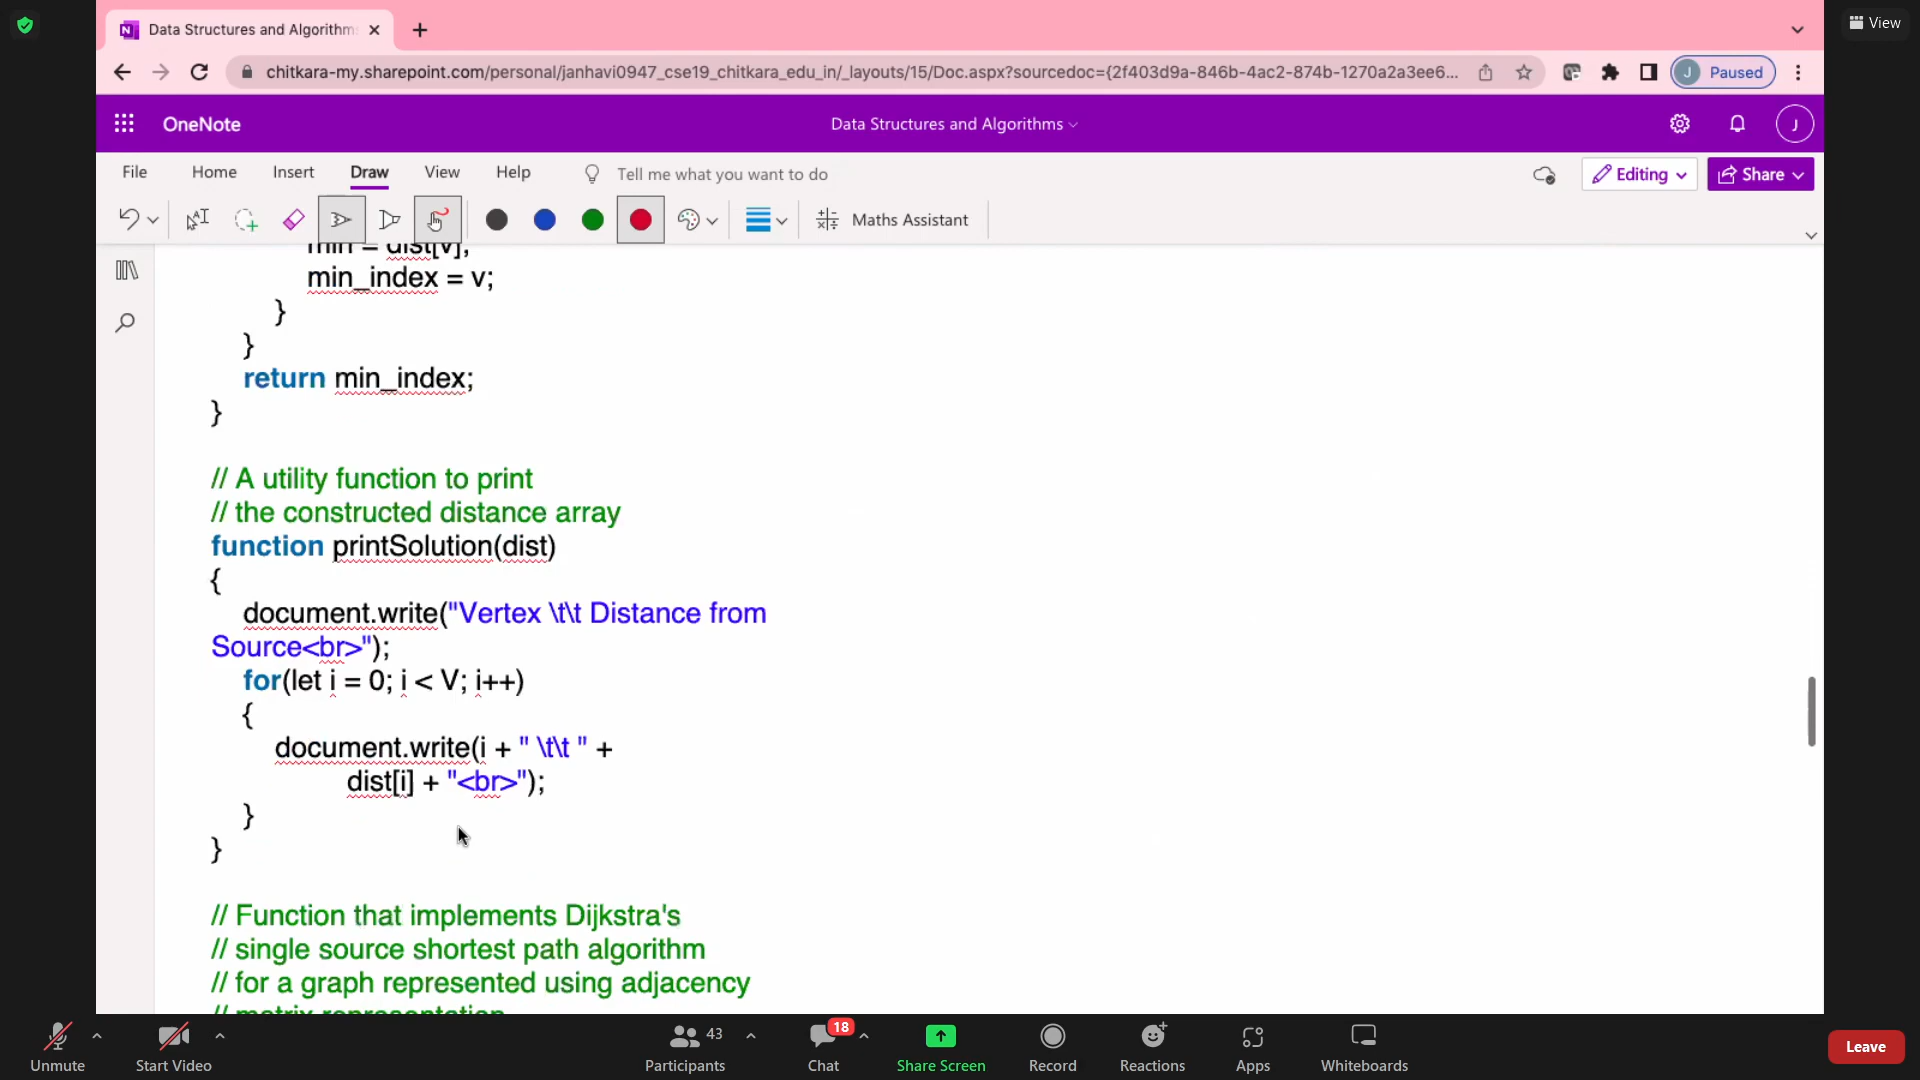 Data Structures and Algorithm
View
chitkara-my.sharepoint.com/personal/janhavi0947_cse19_chitkara_edu_in/_layouts/15/Doc.aspx?sourcedoc={2f403d9a-846b-4ac2-874b-1270a2a3ee6...
J Paused
OneNote
Data Structures and Algorithms
J
File Home Insert Draw View Help Tell me what you want to do
Editing Share
Maths Assistant
min = dist[v];
min_index = v;
}
}
return min_index;
}
// A utility function to print
// the constructed distance array
function printSolution(dist)
{
document.write("Vertex \t\t Distance from
Source<br>");
for(let i = 0; i < V; i++)
{
document.write(i + " \t\t " +
dist[i] + "<br>");
}
}
// Function that implements Dijkstra's
// single source shortest path algorithm
// for a graph represented using adjacency
// matrix representation
43
18
Unmute Start Video Participants Chat Share Screen Record Reactions Apps Whiteboards
Leave